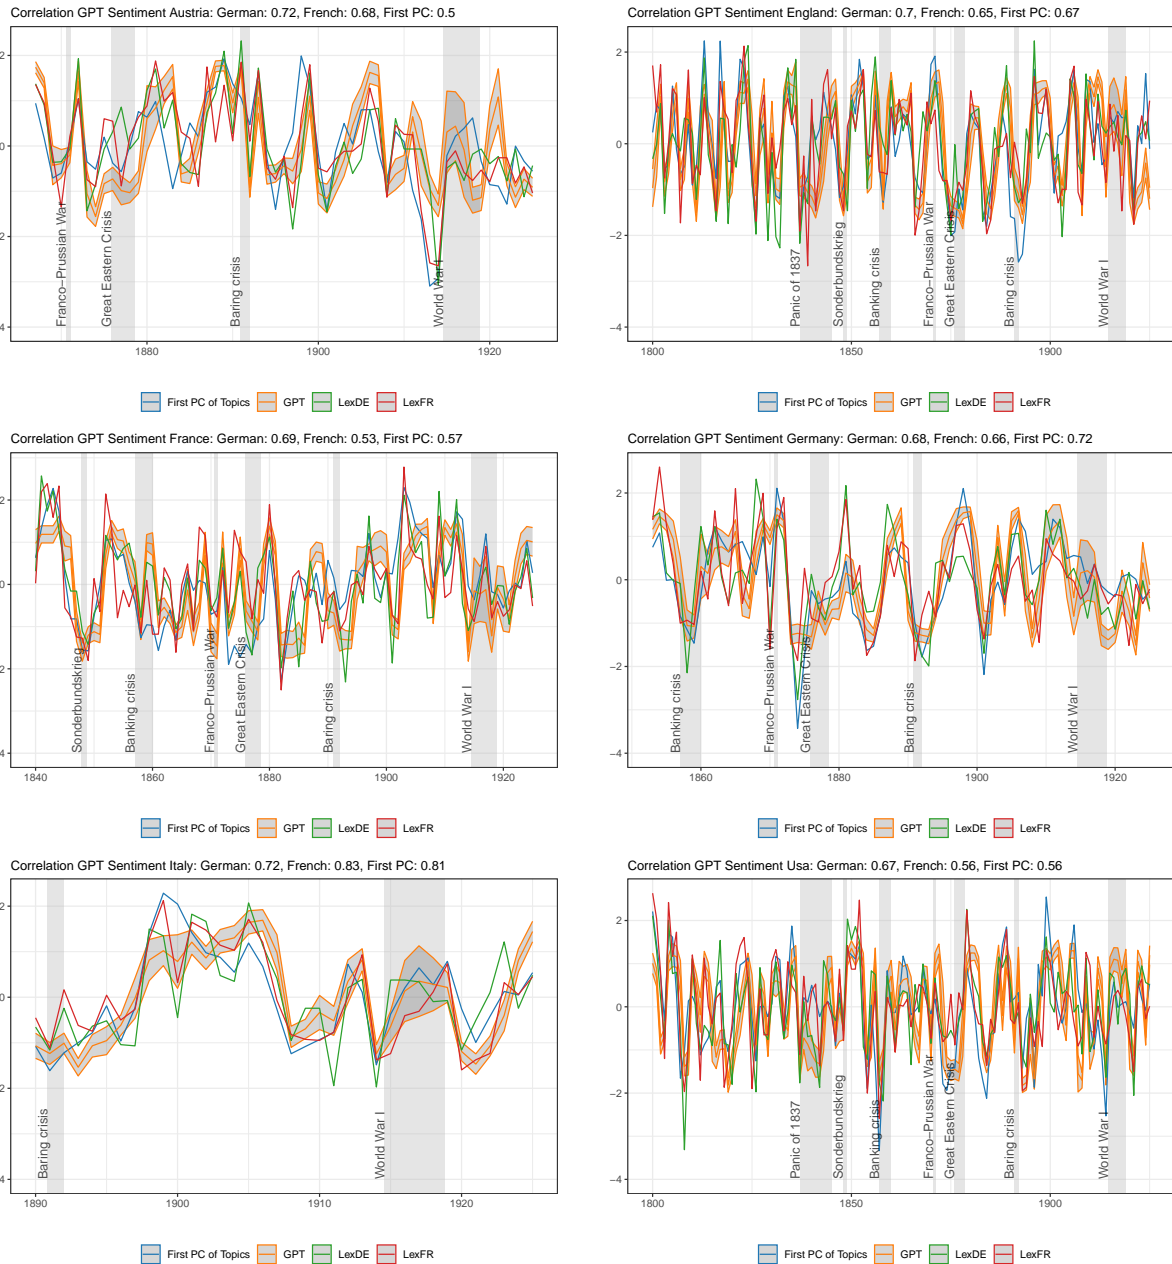 Correlation GPT Sentiment Austria: German: 0.72, French: 0.68, First PC: 0.5
2
0
2
4
Franco−Prussian War
Great Eastern Crisis
Baring crisis
World War I
1880 1900 1920
First PC of Topics GPT LexDE LexFR
Correlation GPT Sentiment England: German: 0.7, French: 0.65, First PC: 0.67
2
0
−2
−4
Panic of 1837
Sonderbundskrieg
Banking crisis
Franco−Prussian War
Great Eastern Crisis
Baring crisis
World War I
1800 1850 1900
First PC of Topics GPT LexDE LexFR
Correlation GPT Sentiment France: German: 0.69, French: 0.53, First PC: 0.57
2
0
2
4
Sonderbundskrieg
Banking crisis
Franco−Prussian War
Great Eastern Crisis
Baring crisis
World War I
1840 1860 1880 1900 1920
First PC of Topics GPT LexDE LexFR
Correlation GPT Sentiment Germany: German: 0.68, French: 0.66, First PC: 0.72
2
0
−2
−4
Banking crisis
Franco−Prussian War
Great Eastern Crisis
Baring crisis
World War I
1860 1880 1900 1920
First PC of Topics GPT LexDE LexFR
Correlation GPT Sentiment Italy: German: 0.72, French: 0.83, First PC: 0.81
2
0
2
4
Baring crisis
World War I
1890 1900 1910 1920
First PC of Topics GPT LexDE LexFR
Correlation GPT Sentiment Usa: German: 0.67, French: 0.56, First PC: 0.56
2
0
−2
−4
Panic of 1837
Sonderbundskrieg
Banking crisis
Franco−Prussian War
Great Eastern Crisis
Baring crisis
World War I
1800 1850 1900
First PC of Topics GPT LexDE LexFR